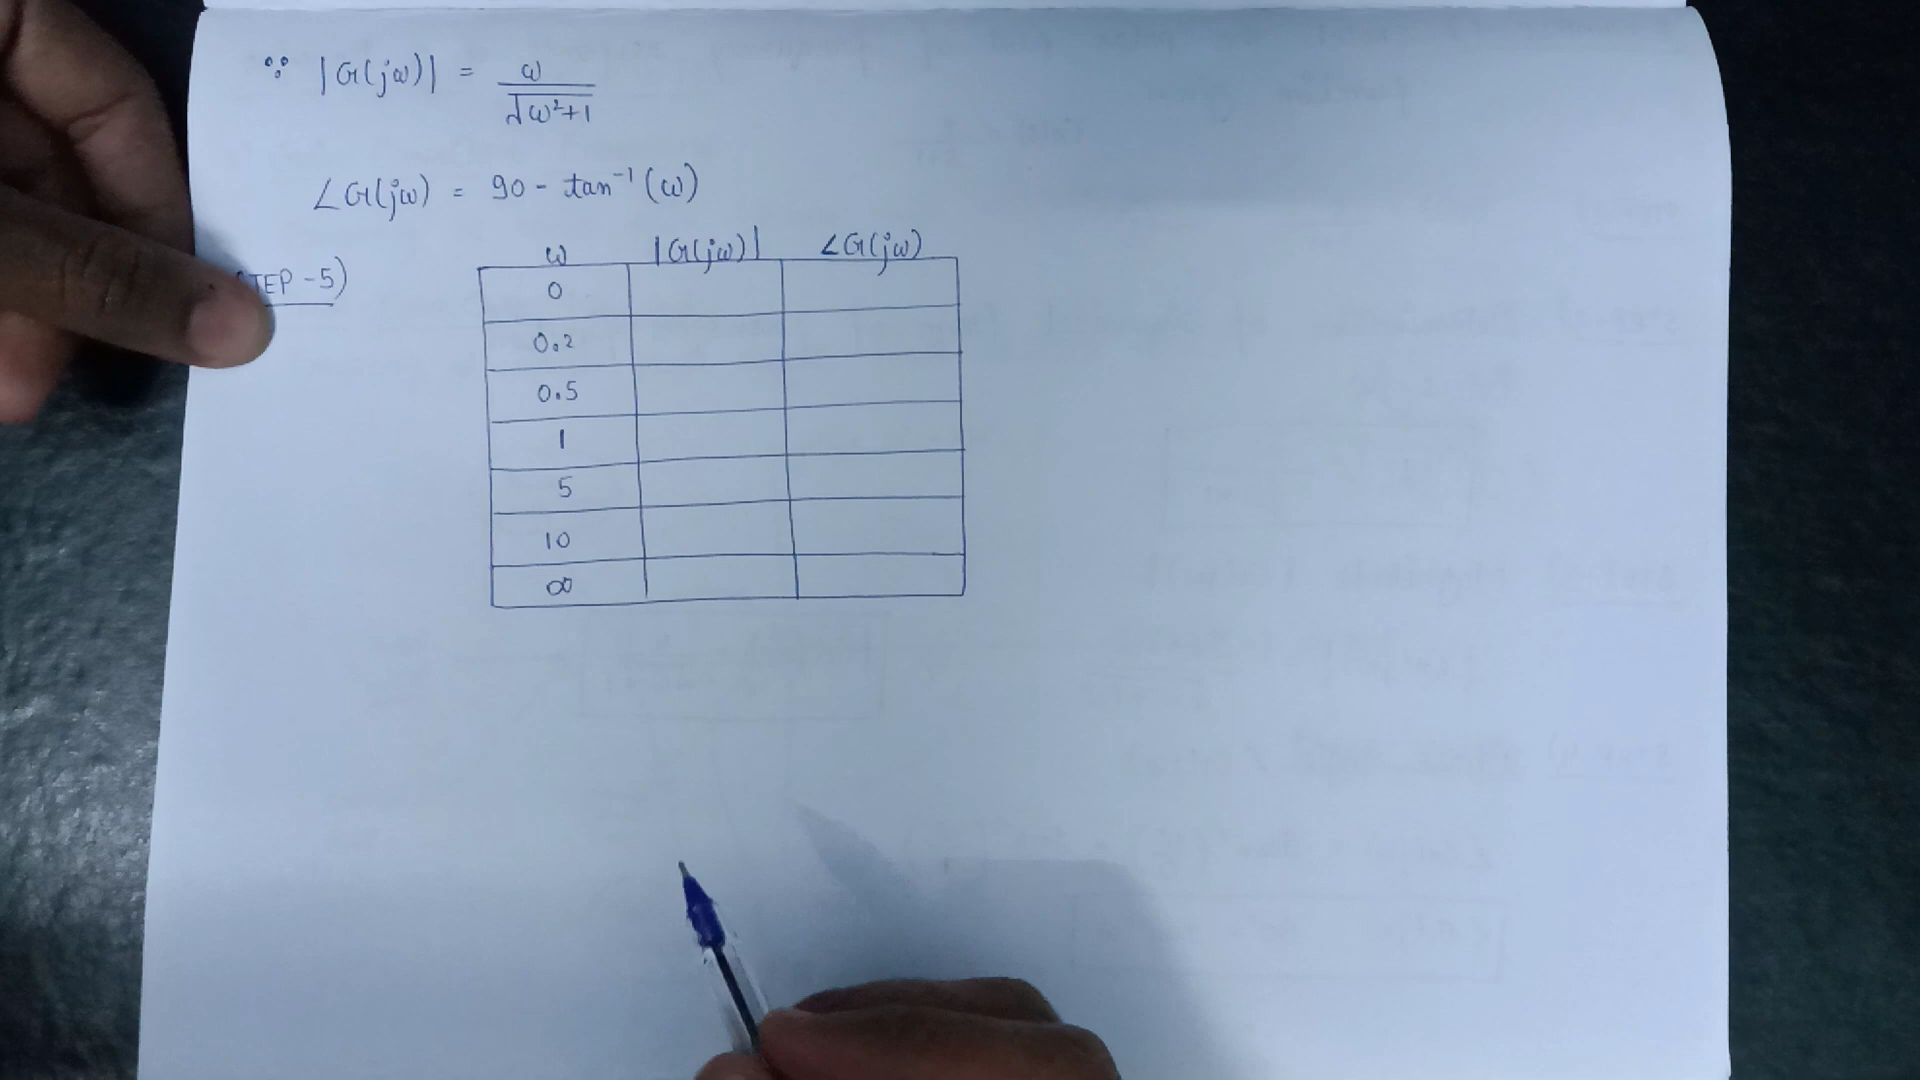 ∵ |G(jω)| = ω / √ω²+1
∠G(jω) = 90 - tan⁻¹(ω)
TEP-5)
ω |G(jω)| ∠G(jω)
0
0.2
0.5
1
5
10
∞